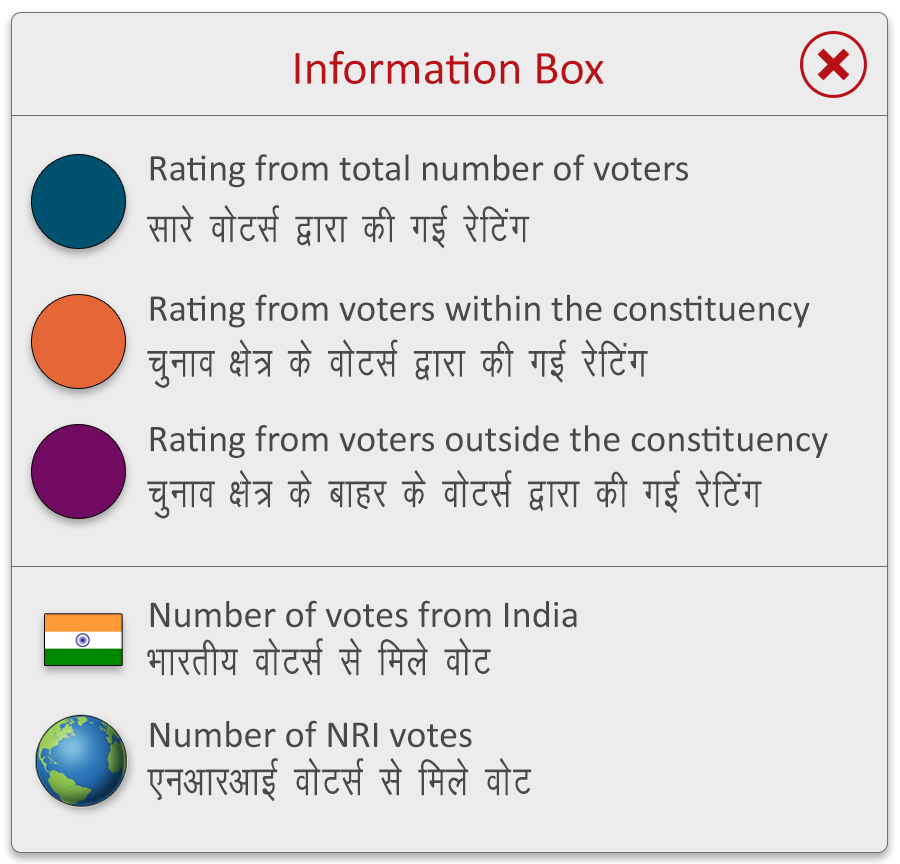 Information Box
Rating from total number of voters
सारे वोटर्स द्वारा की गई रेटिंग
Rating from voters within the constituency
चुनाव क्षेत्र के वोटर्स द्वारा की गई रेटिंग
Rating from voters outside the constituency
चुनाव क्षेत्र के बाहर के वोटर्स द्वारा की गई रेटिंग
Number of votes from India
भारतीय वोटर्स से मिले वोट
Number of NRI votes
एनआरआई वोटर्स से मिले वोट